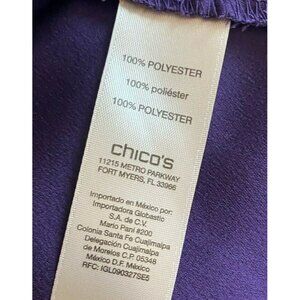 100% POLYESTER
100% poliéster
100% POLYESTER
chico's
11215 METRO PARKWAY
FORT MYERS, FL 33966
Importado en México por:
Importadora Globastic
S.A. de C.V.
Mario Pani #200
Colonia Santa Fe Cuajimalpa
Delegación Cuajimalpa
de Morelos C.P. 05348
México D.F. México
RFC: IGL090327SE5